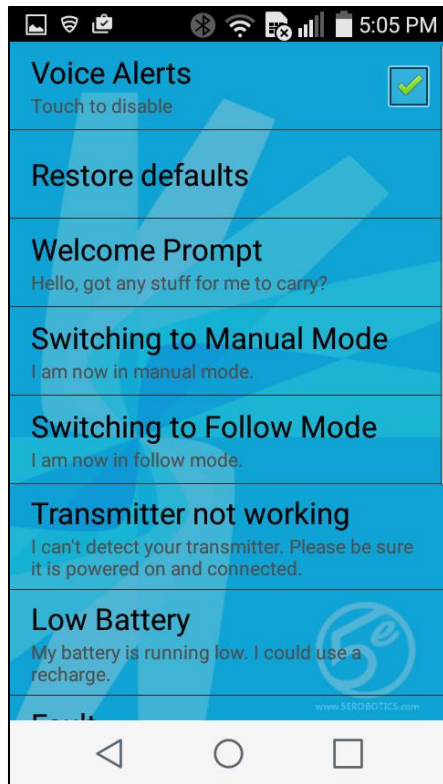 5:05 PM
Voice Alerts
Touch to disable
Restore defaults
Welcome Prompt
Hello, got any stuff for me to carry?
Switching to Manual Mode
I am now in manual mode.
Switching to Follow Mode
I am now in follow mode.
Transmitter not working
I can't detect your transmitter. Please be sure
it is powered on and connected.
Low Battery
My battery is running low. I could use a
recharge.
5e
www.5EROBOTICS.com
Fault